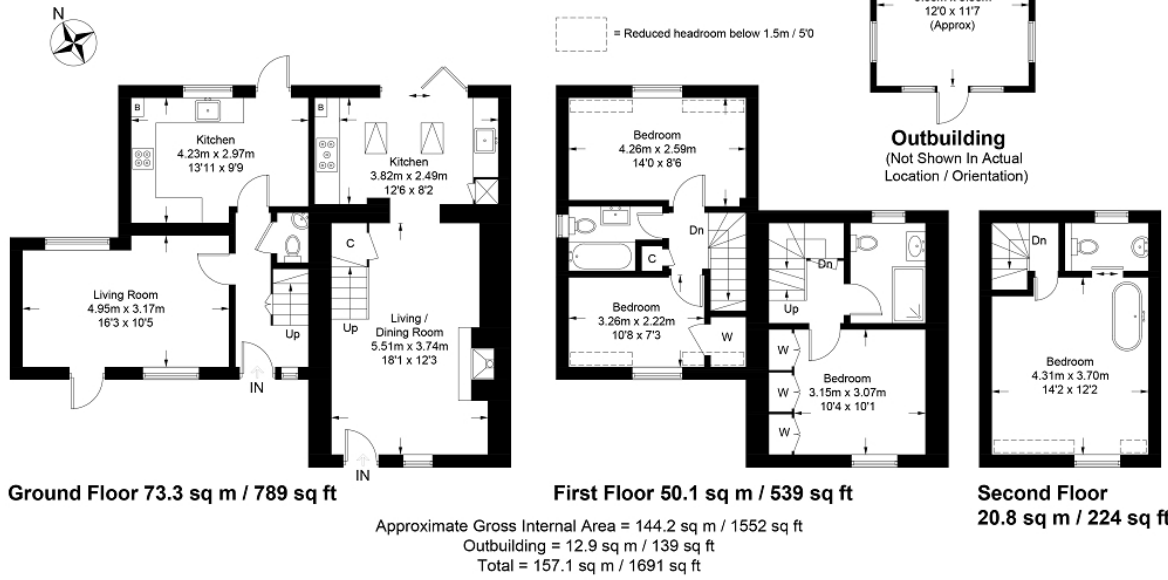 N
= Reduced headroom below 1.5m / 5'0
12'0 x 11'7
(Approx)
Outbuilding
(Not Shown In Actual
Location / Orientation)
B
Kitchen
4.23m x 2.97m
13'11 x 9'9
B
Kitchen
3.82m x 2.49m
12'6 x 8'2
Living Room
4.95m x 3.17m
16'3 x 10'5
Up
IN
C
Up
Living /
Dining Room
5.51m x 3.74m
18'1 x 12'3
IN
Ground Floor 73.3 sq m / 789 sq ft
Bedroom
4.26m x 2.59m
14'0 x 8'6
Dn
C
Bedroom
3.26m x 2.22m
10'8 x 7'3
W
Dn
Up
W
W
W
Bedroom
3.15m x 3.07m
10'4 x 10'1
First Floor 50.1 sq m / 539 sq ft
Dn
Bedroom
4.31m x 3.70m
14'2 x 12'2
Second Floor
20.8 sq m / 224 sq ft
Approximate Gross Internal Area = 144.2 sq m / 1552 sq ft
Outbuilding = 12.9 sq m / 139 sq ft
Total = 157.1 sq m / 1691 sq ft